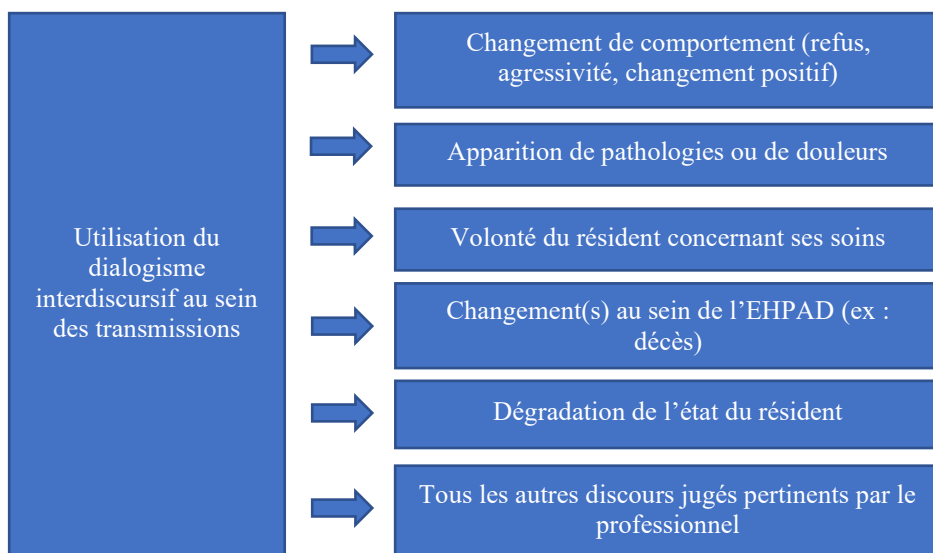 Utilisation du
dialogisme
interdiscursif au sein
des transmissions
Changement de comportement (refus,
agressivité, changement positif)
Apparition de pathologies ou de douleurs
Volonté du résident concernant ses soins
Changement(s) au sein de l’EHPAD (ex :
décès)
Dégradation de l’état du résident
Tous les autres discours jugés pertinents par le
professionnel